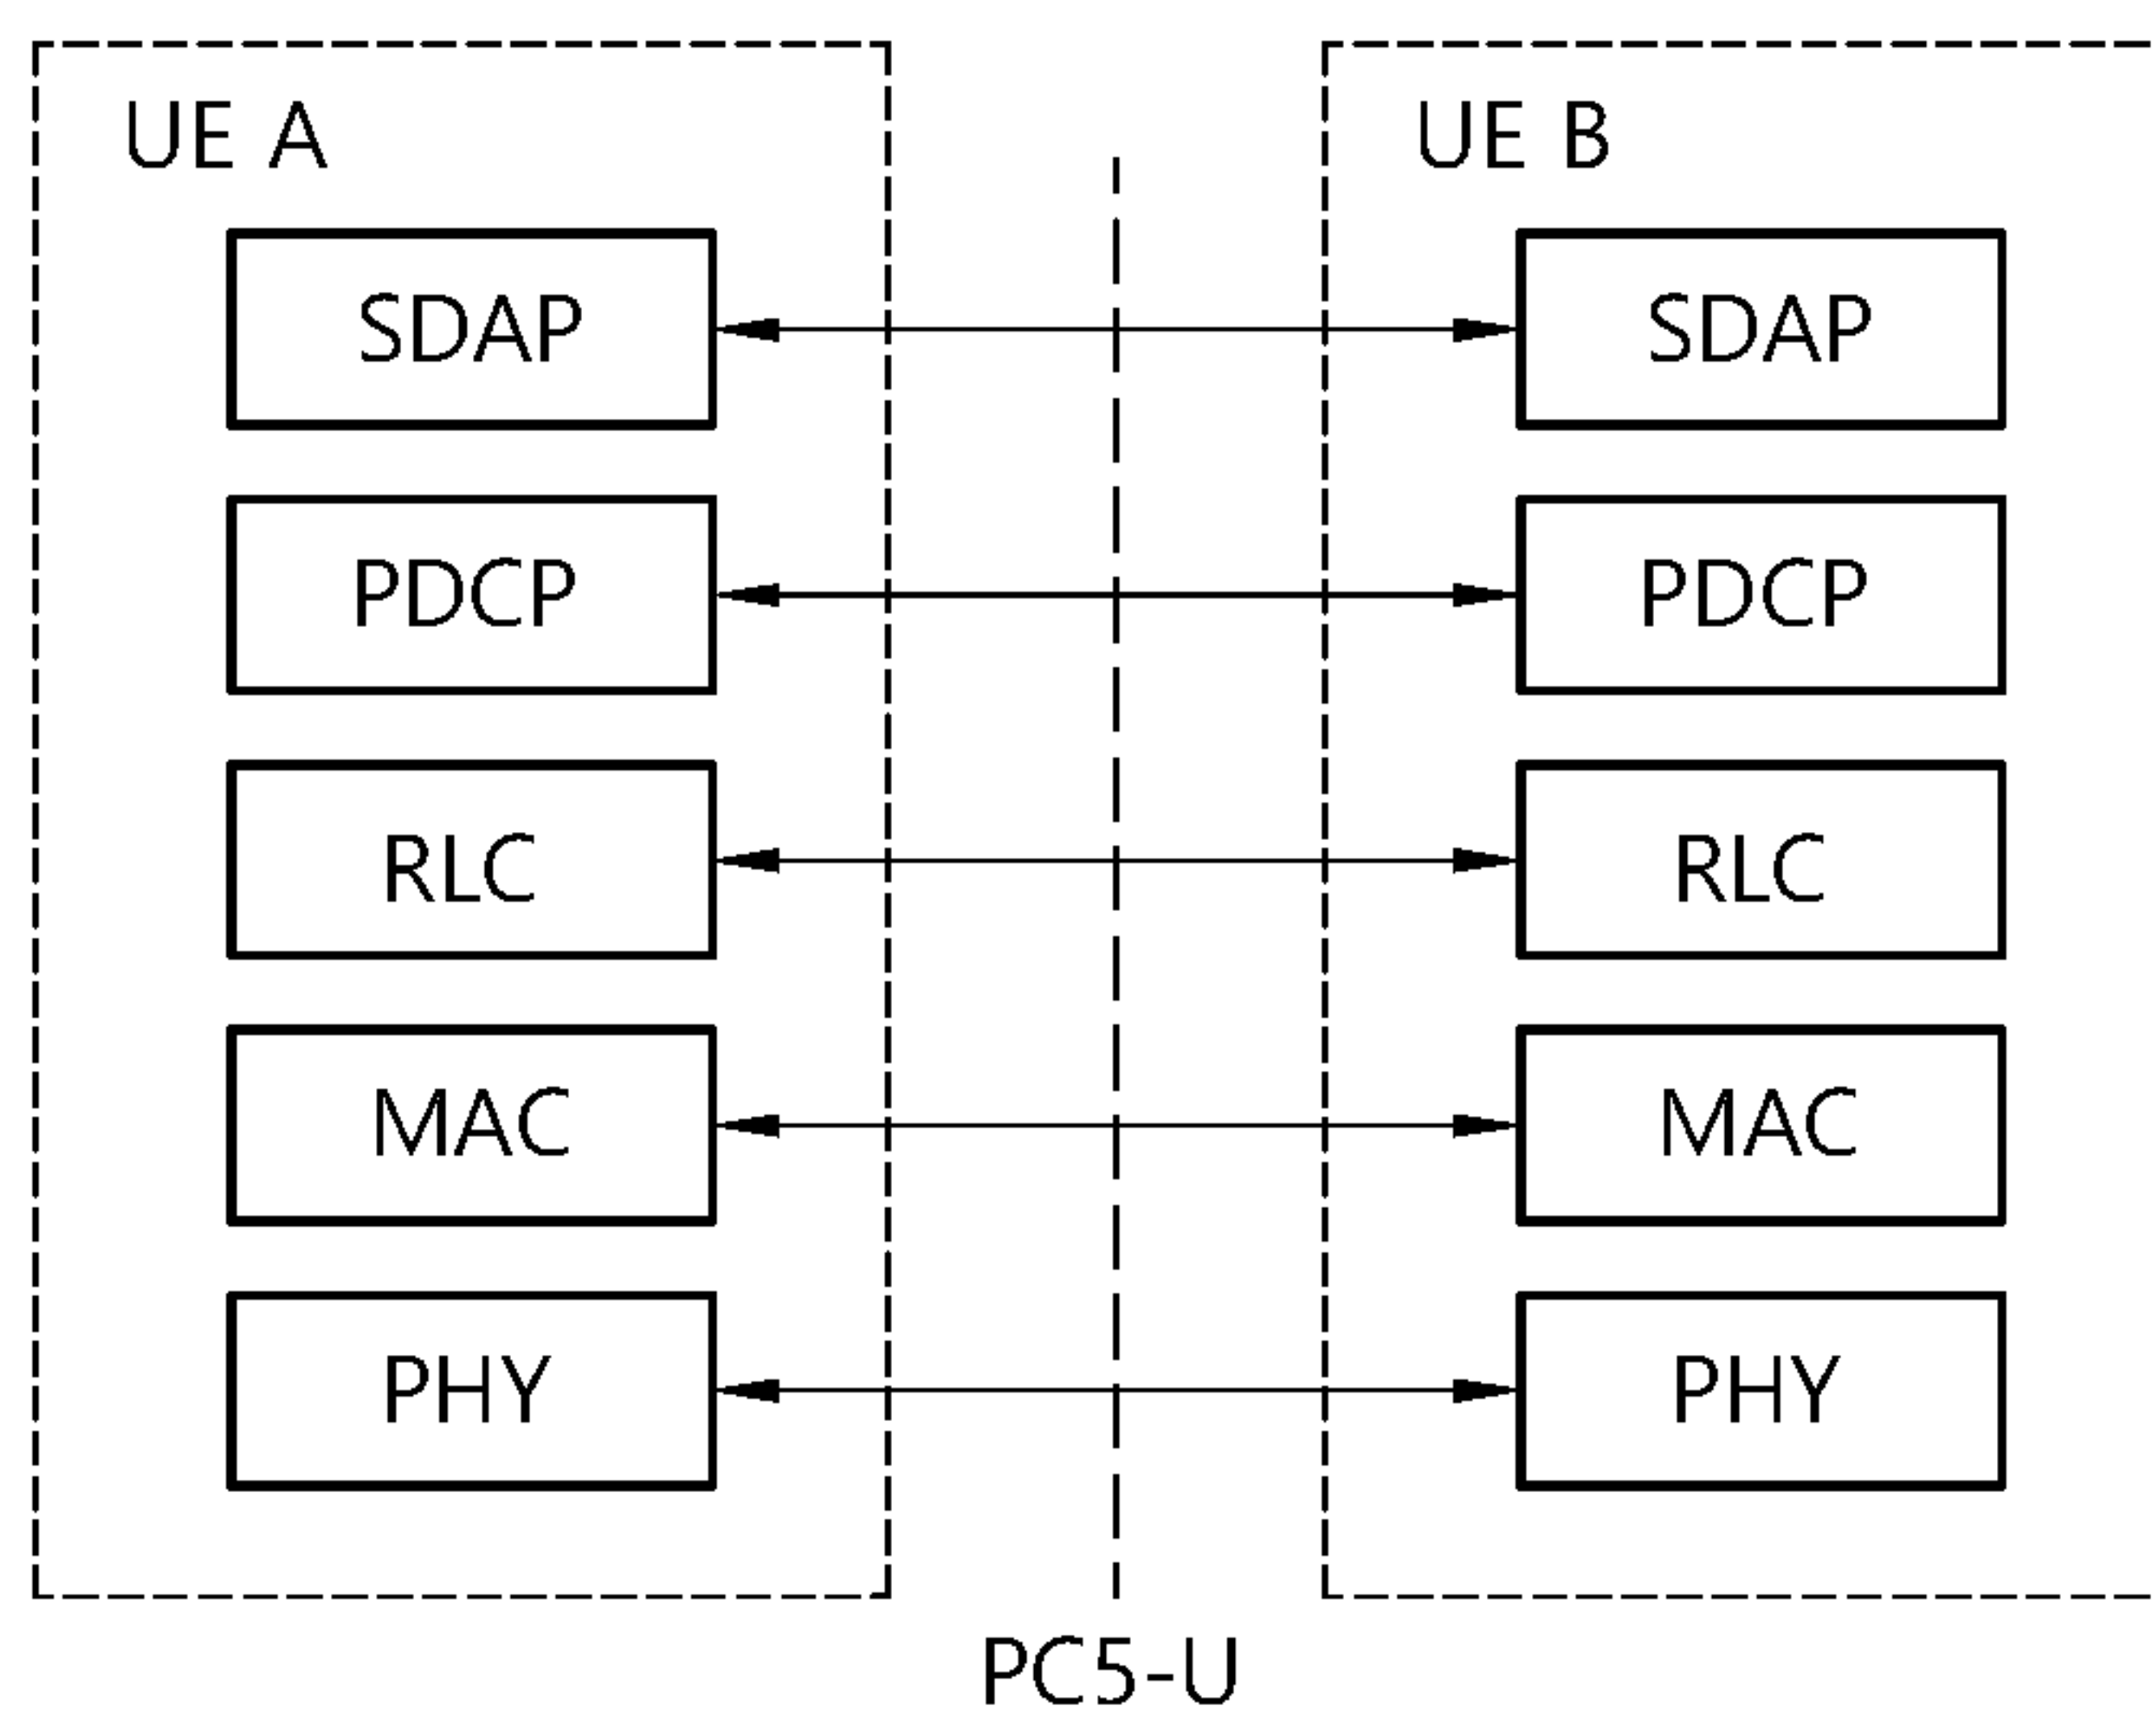 UE A
UE B
SDAP
SDAP
PDCP
PDCP
RLC
RLC
MAC
MAC
PHY
PHY
PC5-U